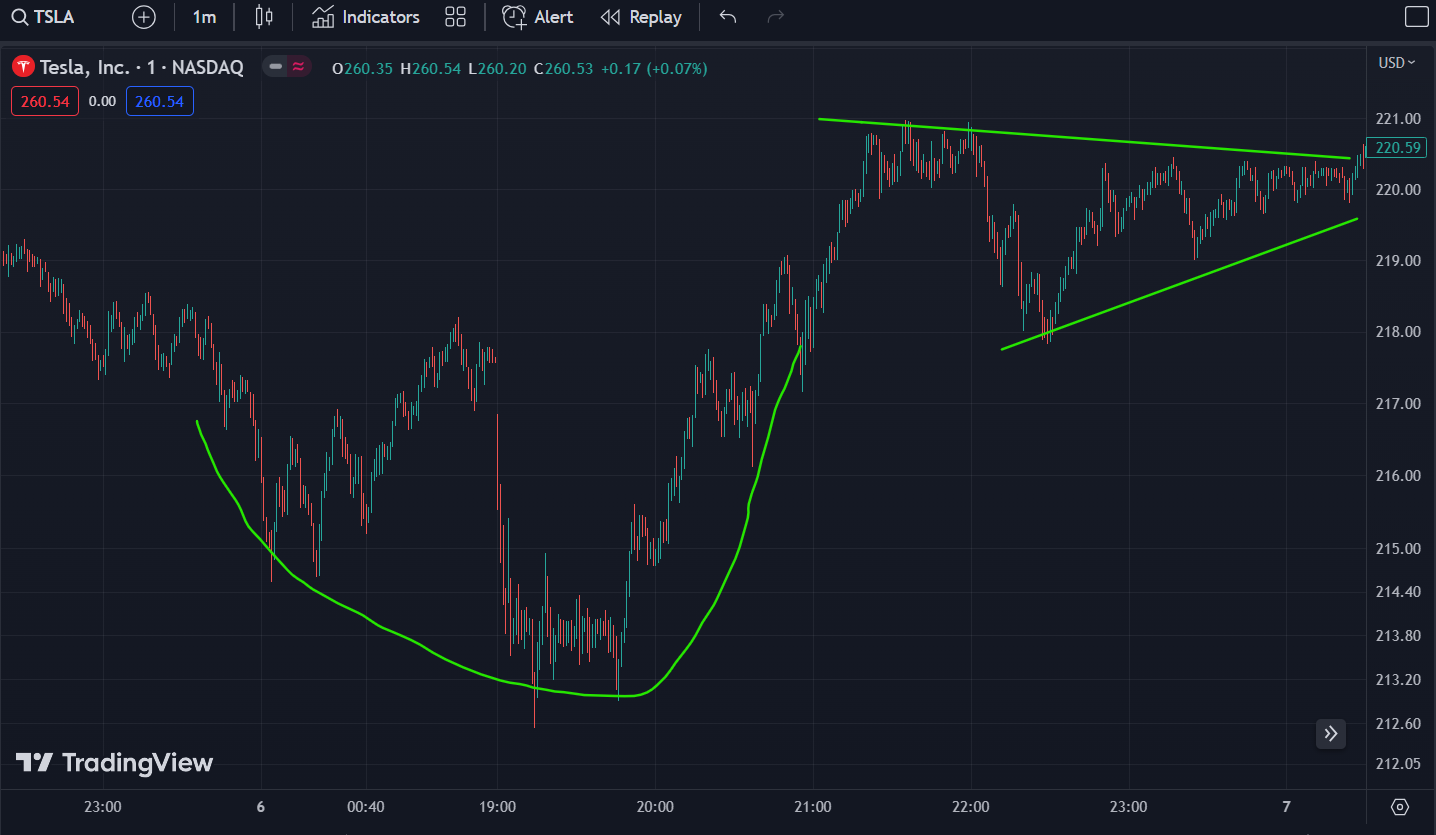 TSLA 1m Indicators Alert Replay
Tesla, Inc. · 1 · NASDAQ O260.35 H260.54 L260.20 C260.53 +0.17 (+0.07%) USD
260.54 0.00 260.54
221.00
220.59
220.00
219.00
218.00
217.00
216.00
215.00
214.40
213.80
213.20
212.60
212.05
TradingView
23:00 6 00:40 19:00 20:00 21:00 22:00 23:00 7